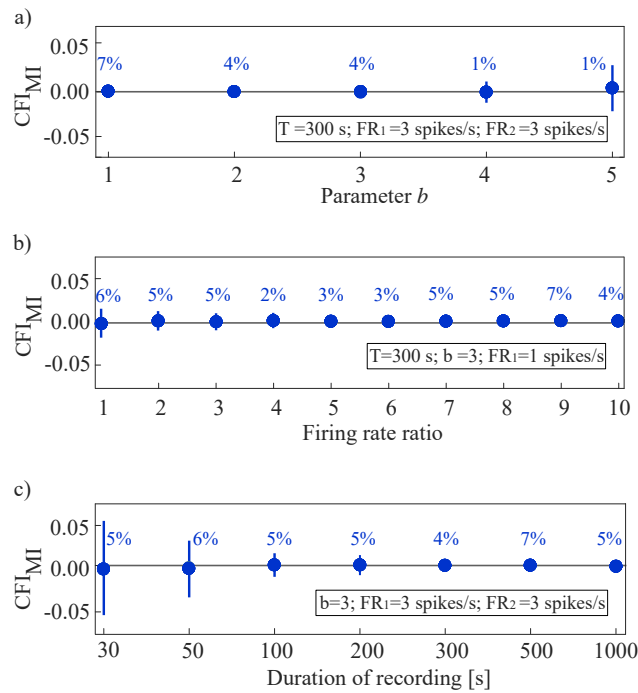 a)
CFI_MI
0.05
0.00
-0.05
7% 4% 4% 1% 1%
T =300 s; FR₁=3 spikes/s; FR₂=3 spikes/s
1 2 3 4 5
Parameter b
b)
CFI_MI
0.05
0.00
-0.05
6% 5% 5% 2% 3% 3% 5% 5% 7% 4%
T=300 s; b =3; FR₁=1 spikes/s
1 2 3 4 5 6 7 8 9 10
Firing rate ratio
c)
CFI_MI
0.05
0.00
-0.05
5% 6% 5% 5% 4% 7% 5%
b=3; FR₁=3 spikes/s; FR₂=3 spikes/s
30 50 100 200 300 500 1000
Duration of recording [s]